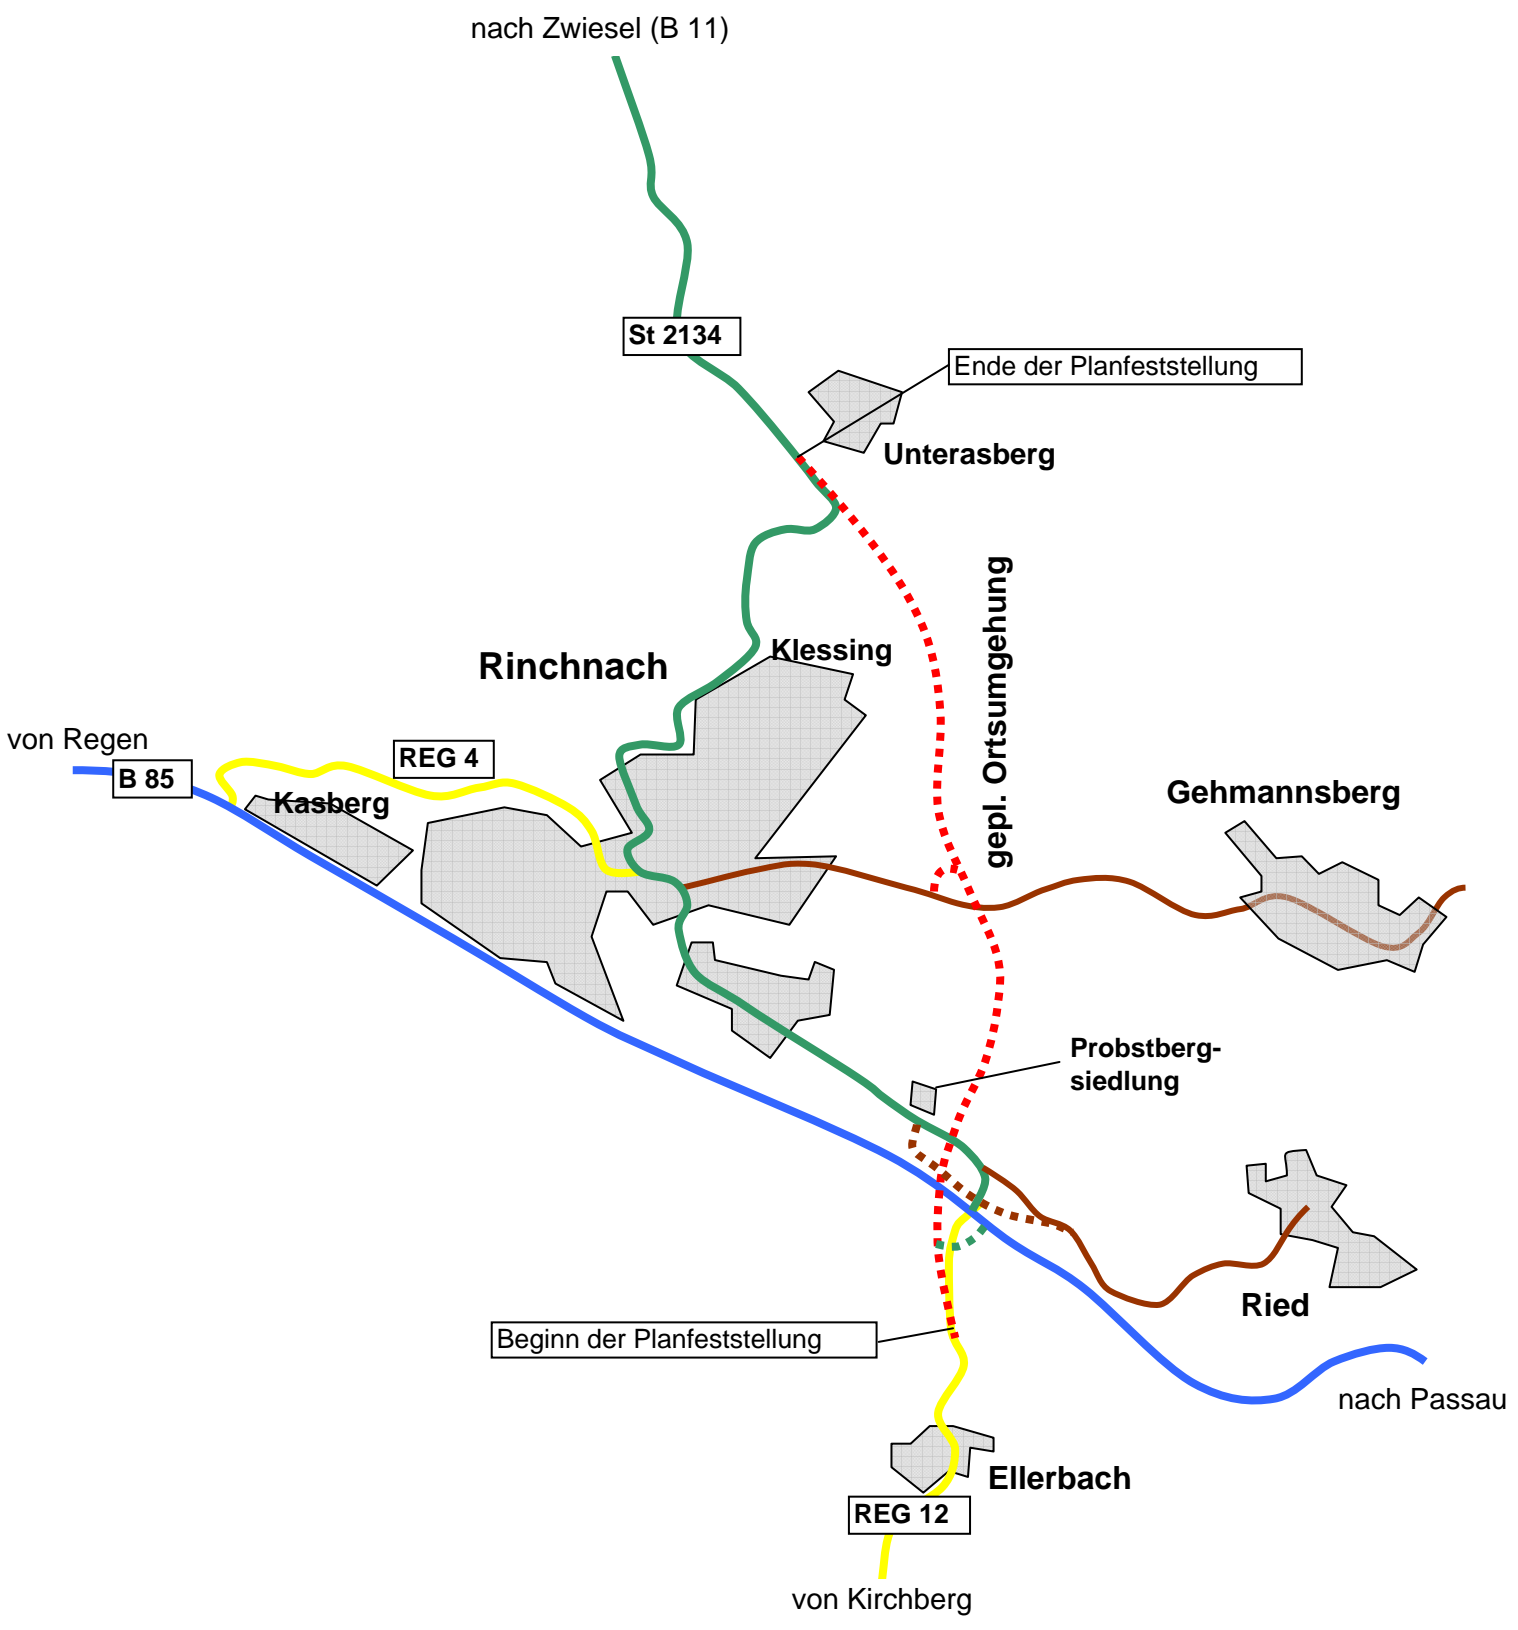 nach Zwiesel (B 11)
St 2134
Ende der Planfeststellung
Unterasberg
gepl. Ortsumgehung
Klessing
Rinchnach
von Regen
REG 4
B 85
Kasberg
Gehmannsberg
Probstberg-
siedlung
Ried
Beginn der Planfeststellung
nach Passau
Ellerbach
REG 12
von Kirchberg